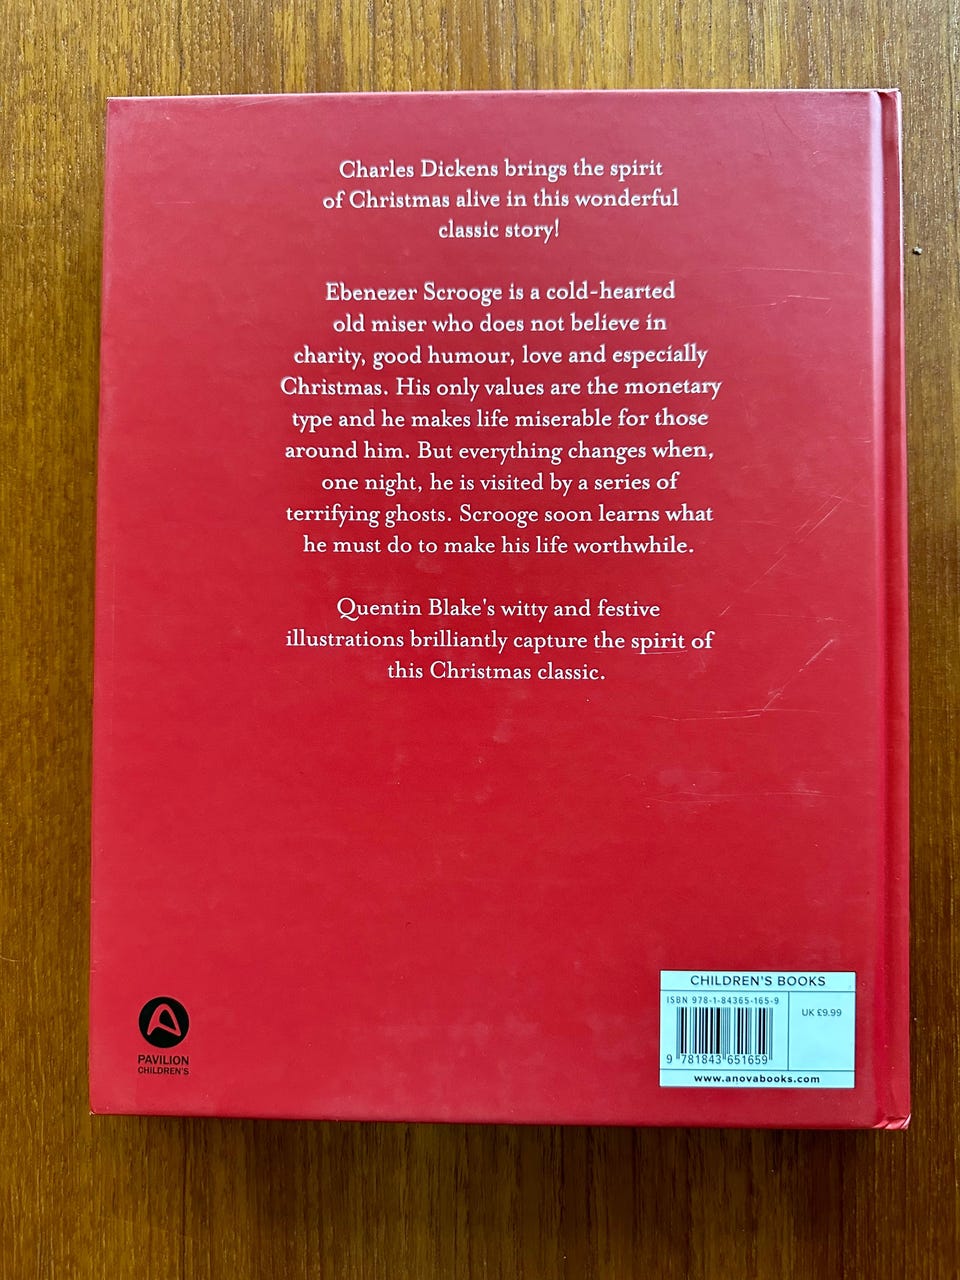 Charles Dickens brings the spirit
of Christmas alive in this wonderful
classic story!
Ebenezer Scrooge is a cold-hearted
old miser who does not believe in
charity, good humour, love and especially
Christmas. His only values are the monetary
type and he makes life miserable for those
around him. But everything changes when,
one night, he is visited by a series of
terrifying ghosts. Scrooge soon learns what
he must do to make his life worthwhile.
Quentin Blake's witty and festive
illustrations brilliantly capture the spirit of
this Christmas classic.
PAVILION
CHILDREN'S
CHILDREN'S BOOKS
ISBN 978-1-84365-165-9
UK £9.99
9 781843 651659
www.anovabooks.com